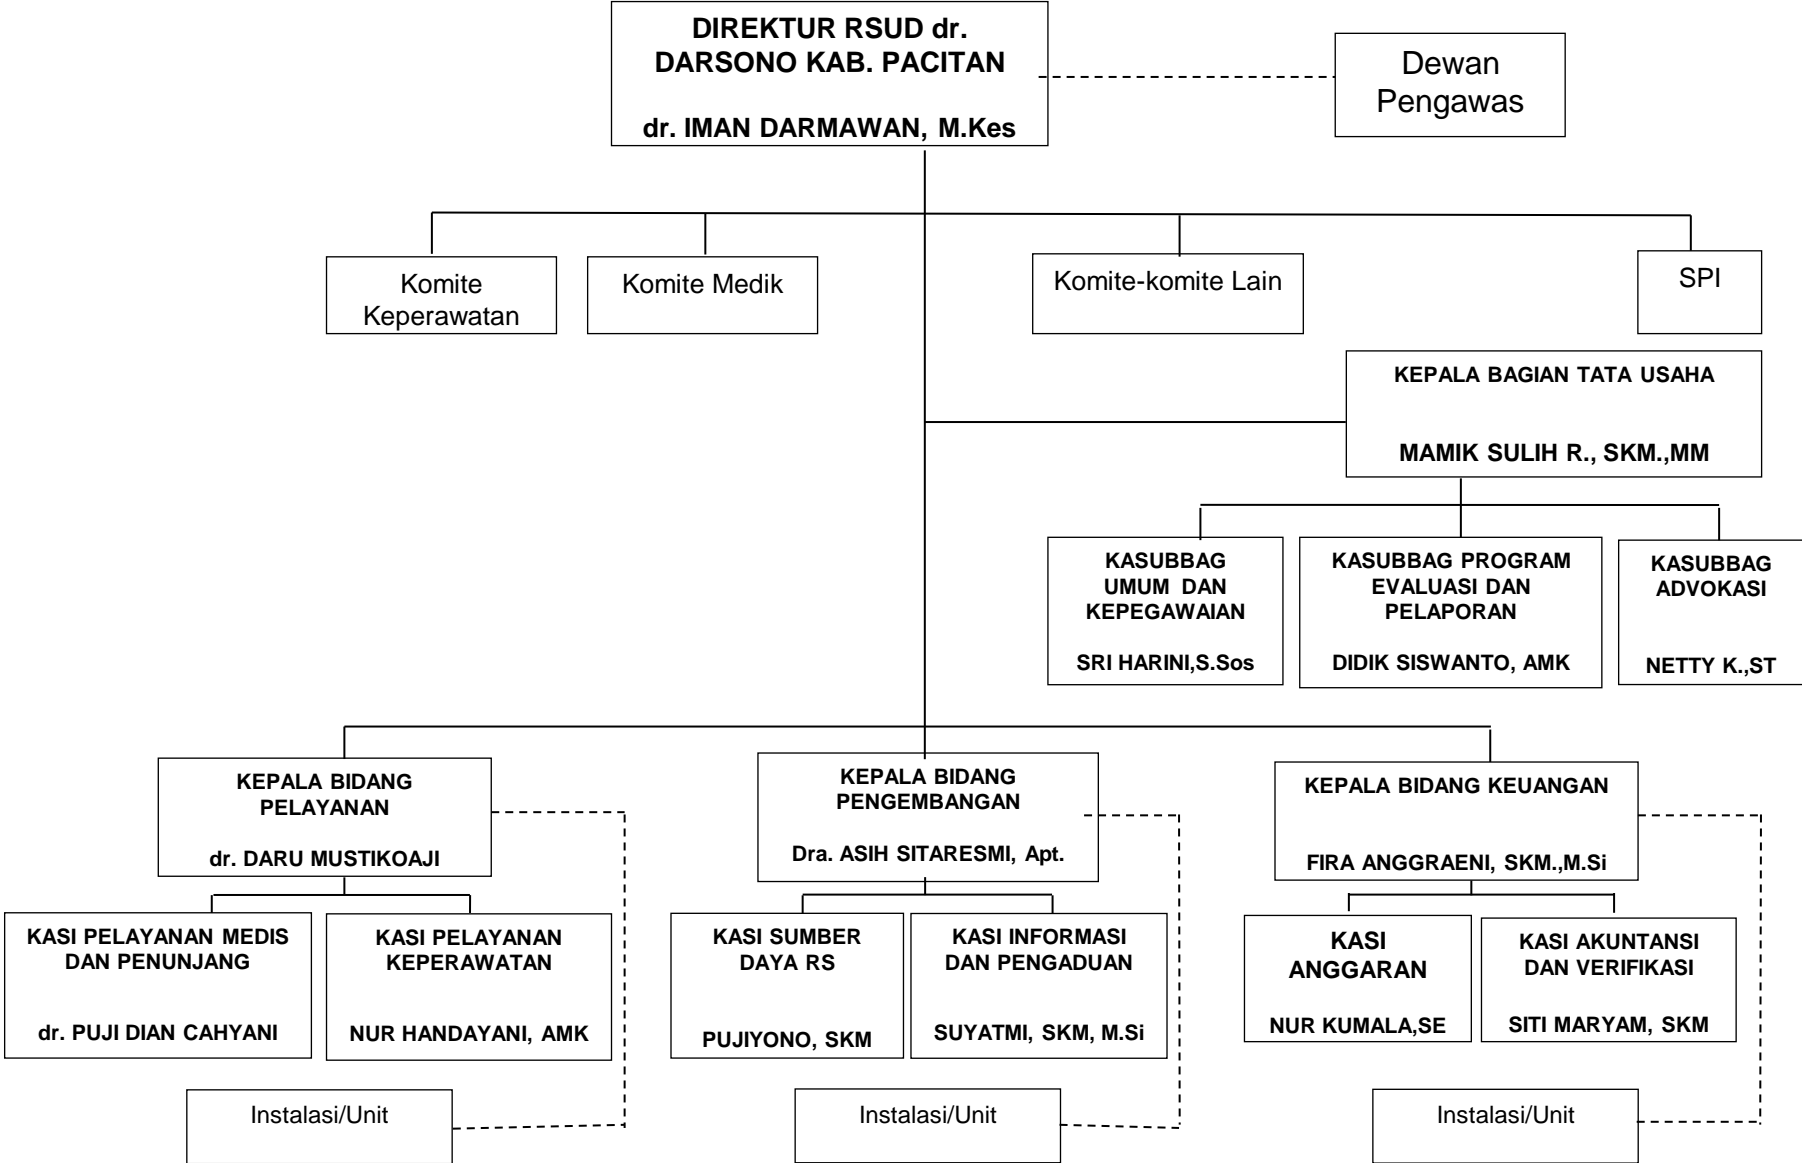 DIREKTUR RSUD dr.
DARSONO KAB. PACITAN
dr. IMAN DARMAWAN, M.Kes
Dewan
Pengawas
Komite
Keperawatan
Komite Medik
Komite-komite Lain
SPI
KEPALA BAGIAN TATA USAHA
MAMIK SULIH R., SKM.,MM
KASUBBAG
UMUM DAN
KEPEGAWAIAN
SRI HARINI,S.Sos
KASUBBAG PROGRAM
EVALUASI DAN
PELAPORAN
DIDIK SISWANTO, AMK
KASUBBAG
ADVOKASI
NETTY K.,ST
KEPALA BIDANG
PELAYANAN
dr. DARU MUSTIKOAJI
KEPALA BIDANG
PENGEMBANGAN
Dra. ASIH SITARESMI, Apt.
KEPALA BIDANG KEUANGAN
FIRA ANGGRAENI, SKM.,M.Si
KASI PELAYANAN MEDIS
DAN PENUNJANG
dr. PUJI DIAN CAHYANI
KASI PELAYANAN
KEPERAWATAN
NUR HANDAYANI, AMK
KASI SUMBER
DAYA RS
PUJIYONO, SKM
KASI INFORMASI
DAN PENGADUAN
SUYATMI, SKM, M.Si
KASI
ANGGARAN
NUR KUMALA,SE
KASI AKUNTANSI
DAN VERIFIKASI
SITI MARYAM, SKM
Instalasi/Unit
Instalasi/Unit
Instalasi/Unit